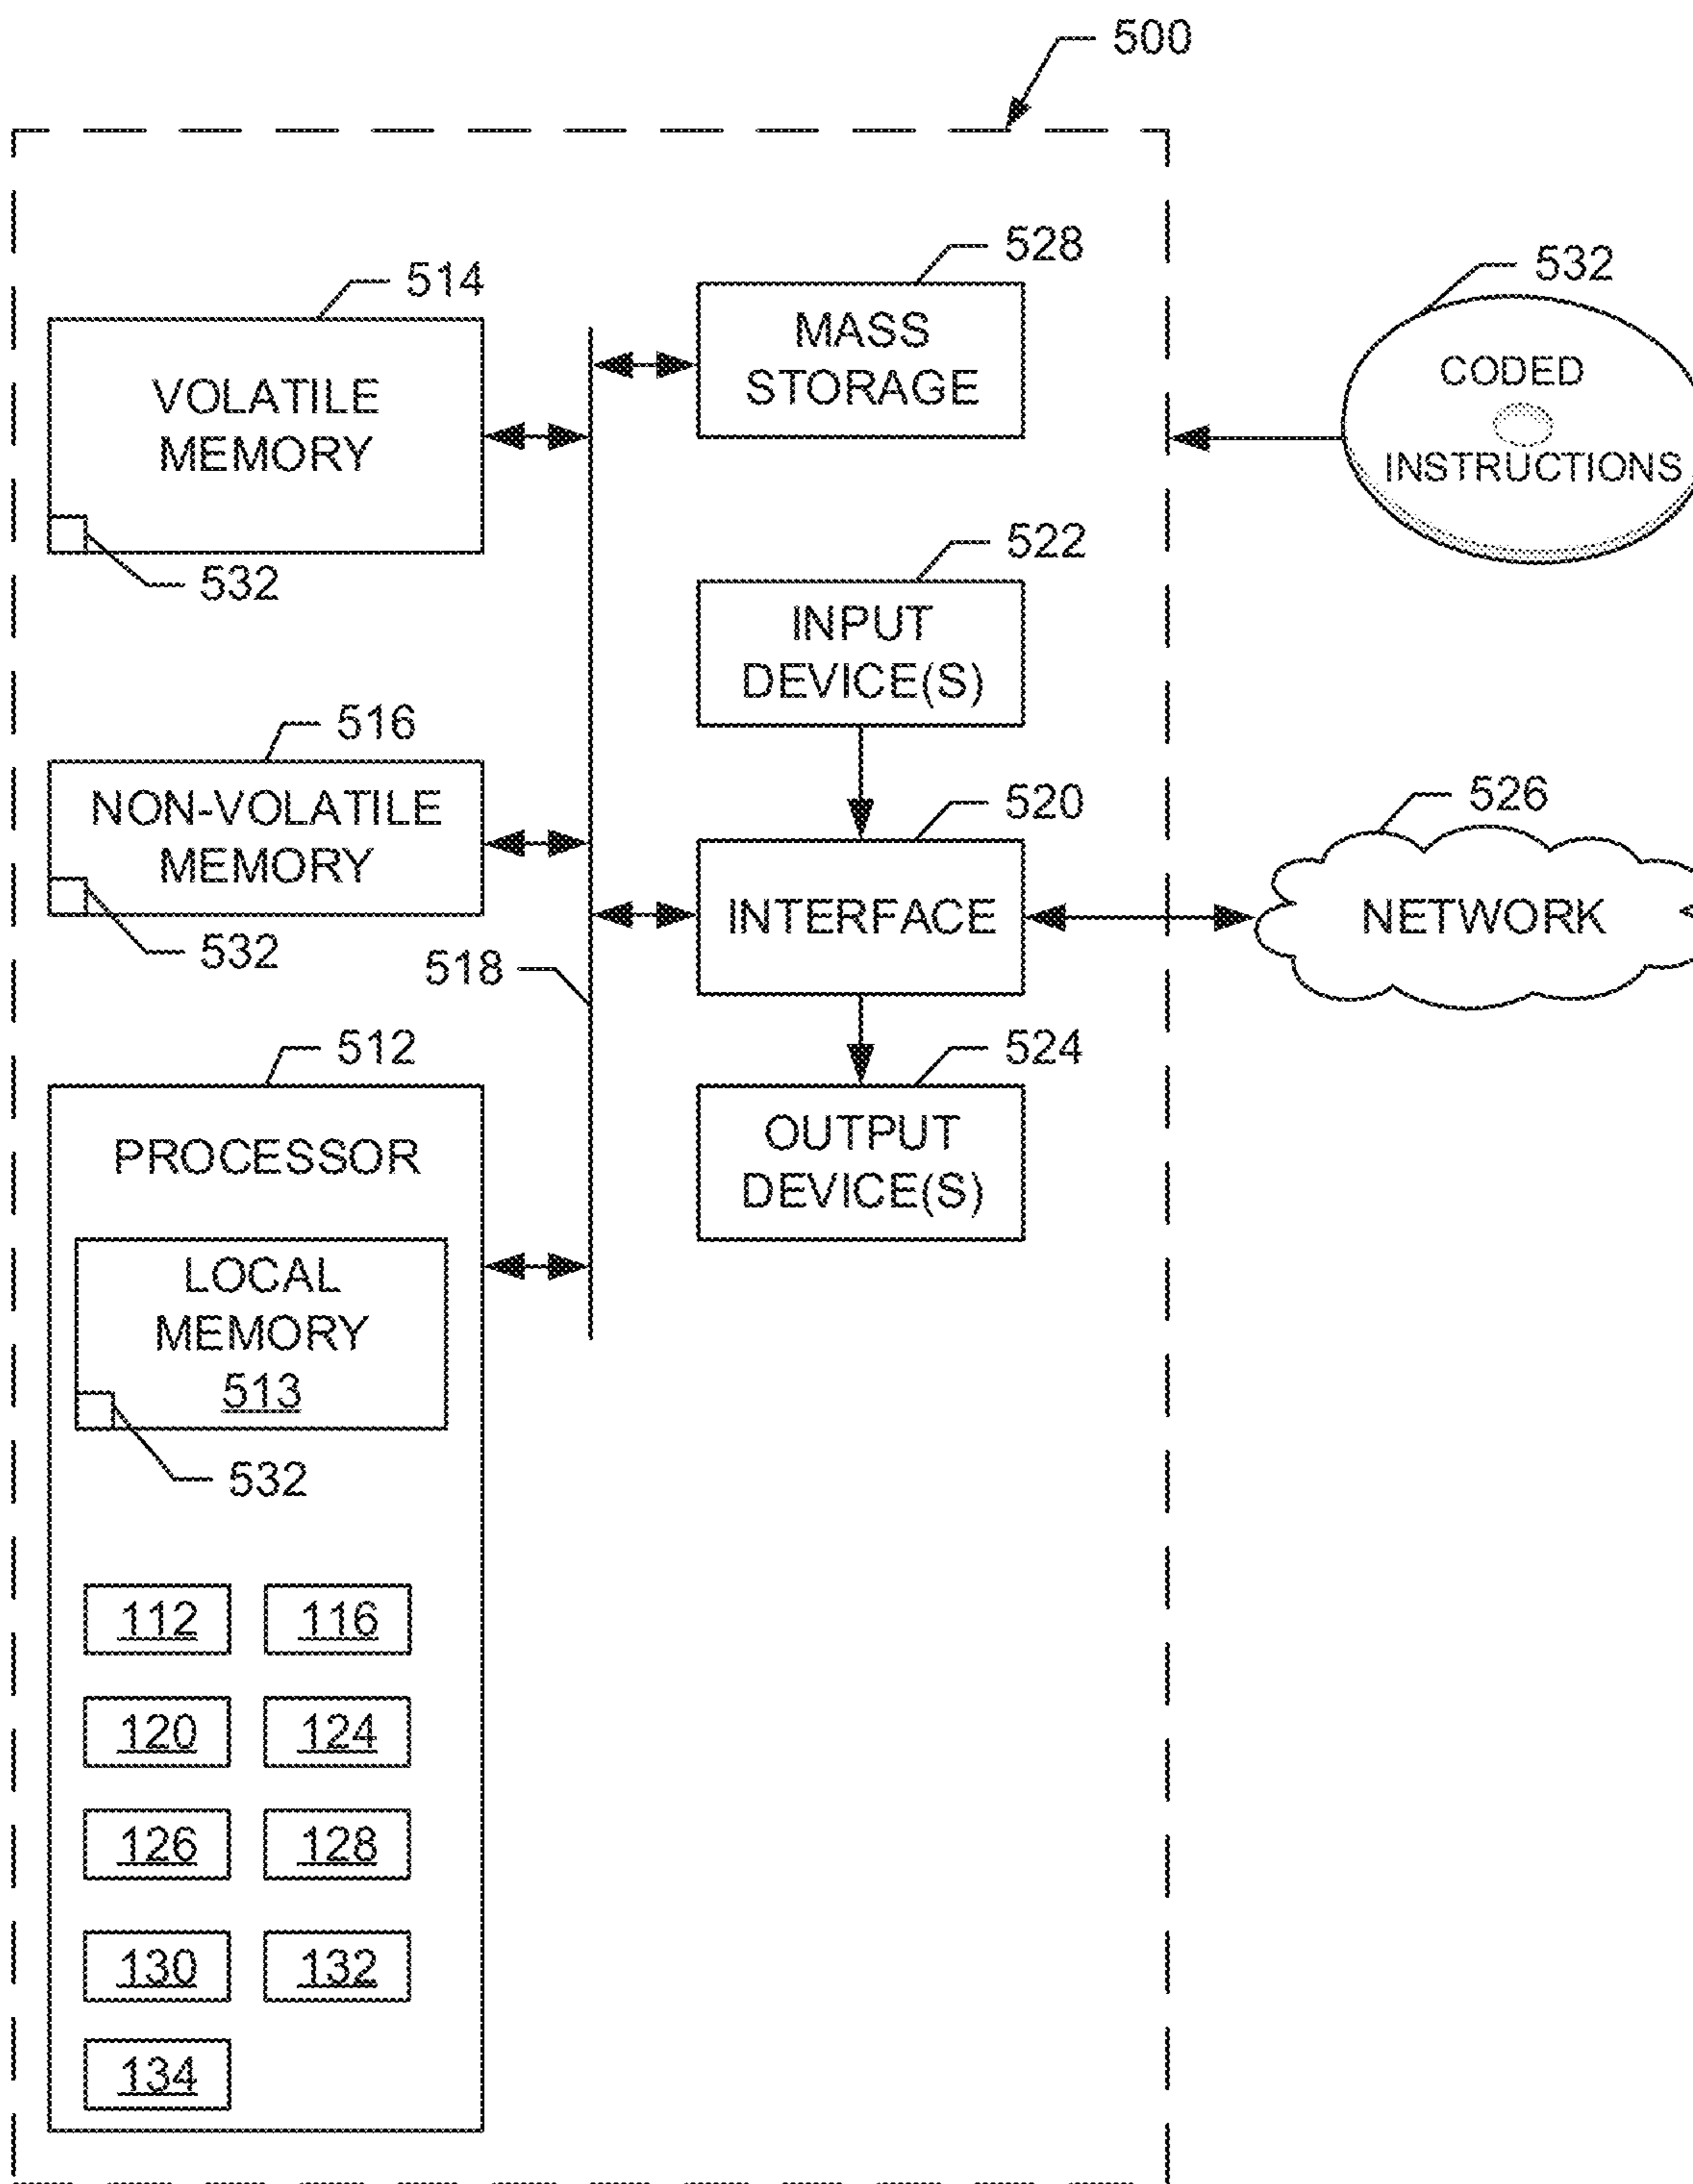 500
528
514
532
MASS
STORAGE
VOLATILE
MEMORY
CODED
INSTRUCTIONS
532
522
INPUT
DEVICE(S)
516
520
526
NON-VOLATILE
MEMORY
INTERFACE
NETWORK
532
518
512
524
PROCESSOR
OUTPUT
DEVICE(S)
LOCAL
MEMORY
513
532
112
116
120
124
126
128
130
132
134